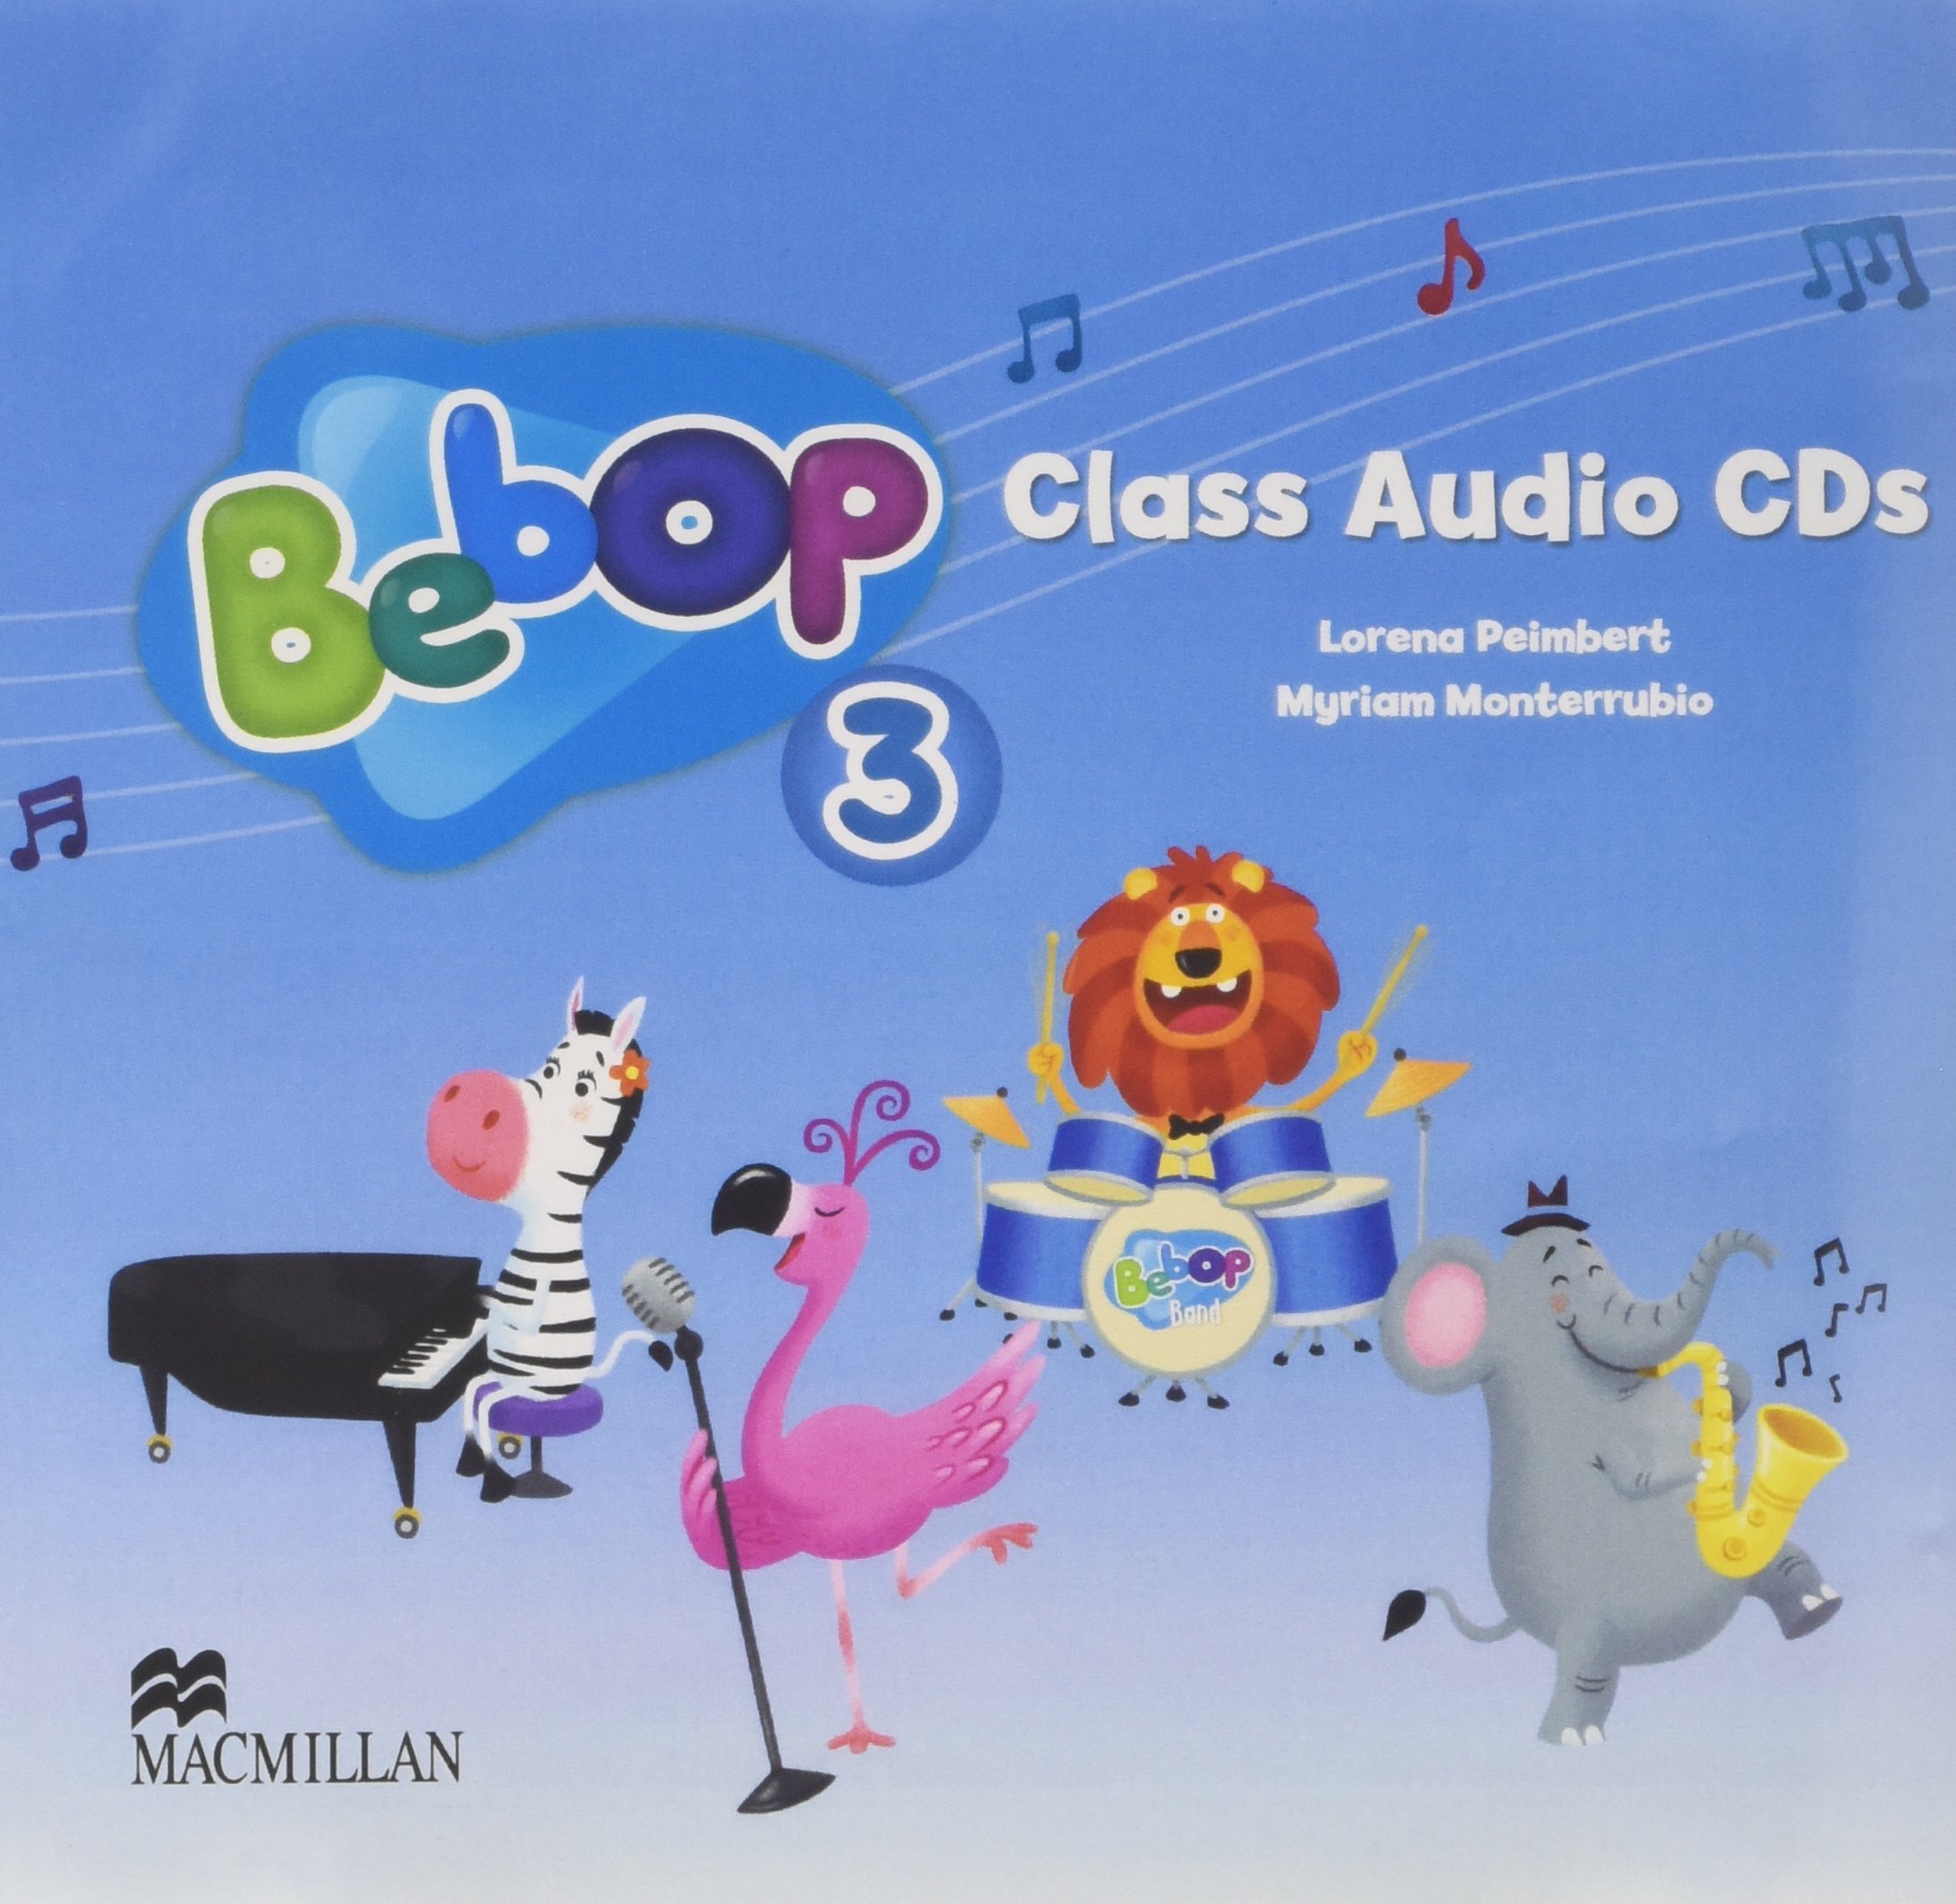 Bebop
3
Class Audio CDs
Lorena Peimbert
Myriam Monterrubio
Bebop
Band
MACMILLAN